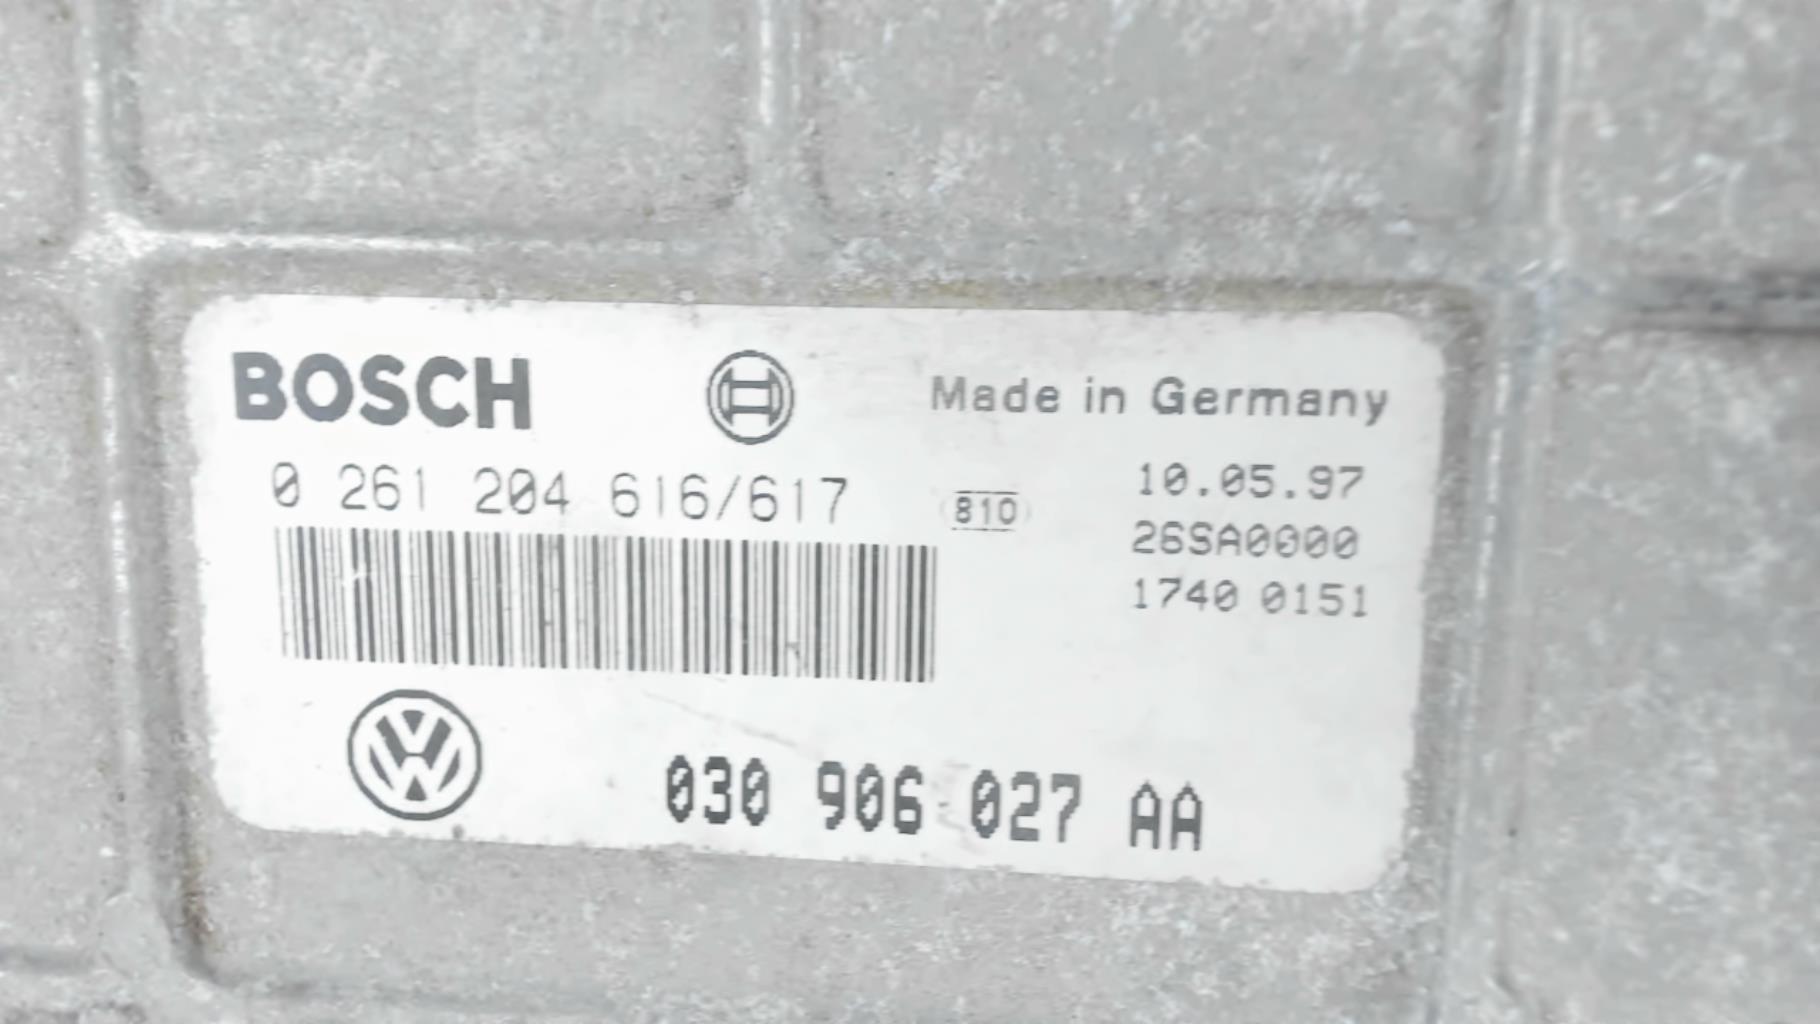 BOSCH
Made in Germany
0 261 204 616/617
810
10.05.97
26SA0000
1740 0151
030 906 027 AA